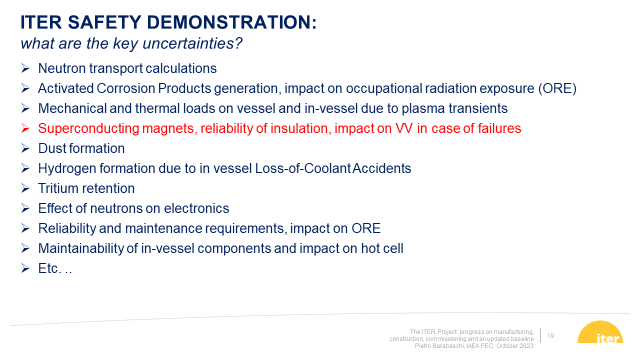 ITER SAFETY DEMONSTRATION:
what are the key uncertainties?
➤ Neutron transport calculations
➤ Activated Corrosion Products generation, impact on occupational radiation exposure (ORE)
➤ Mechanical and thermal loads on vessel and in-vessel due to plasma transients
➤ Superconducting magnets, reliability of insulation, impact on VV in case of failures
➤ Dust formation
➤ Hydrogen formation due to in vessel Loss-of-Coolant Accidents
➤ Tritium retention
➤ Effect of neutrons on electronics
➤ Reliability and maintenance requirements, impact on ORE
➤ Maintainability of in-vessel components and impact on hot cell
➤ Etc. ..
The ITER Project: progress on manufacturing
construction, commissioning and an updated baseline
Pietro Barabaschi, IAEA FEC, October 2023
19
iter